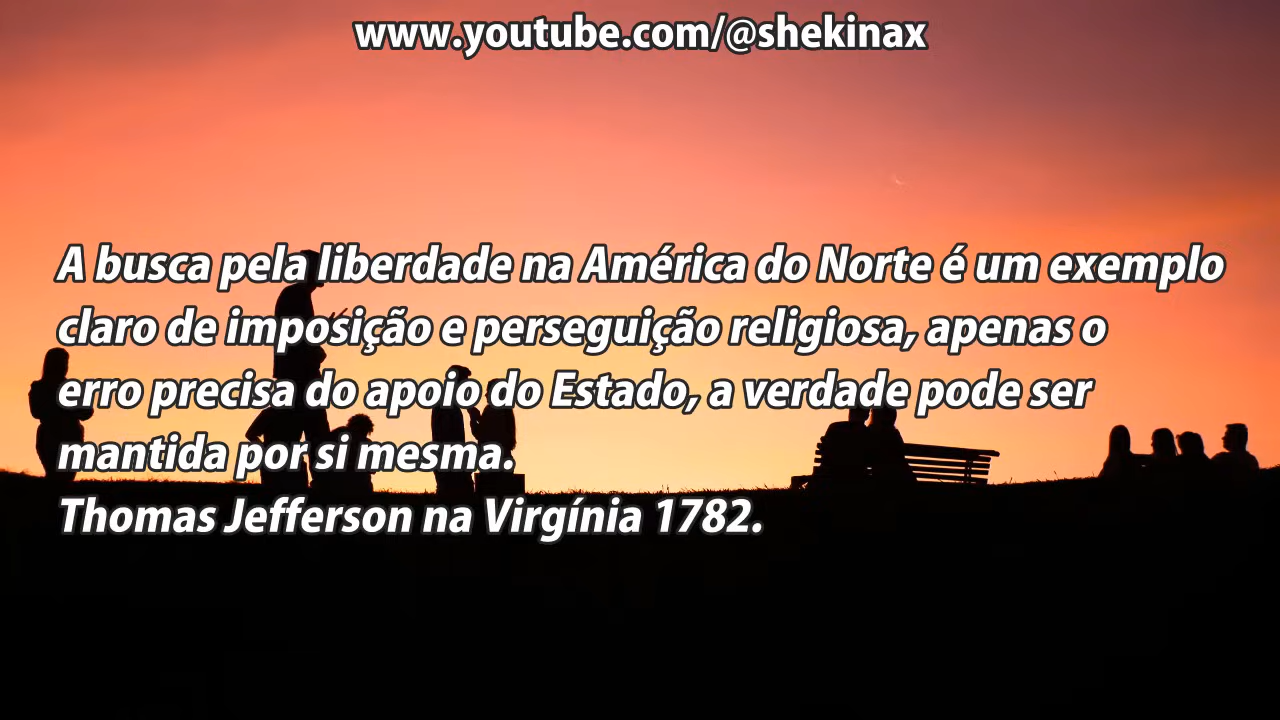 www.youtube.com/@shekinax
A busca pela liberdade na América do Norte é um exemplo
claro de imposição e perseguição religiosa, apenas o
erro precisa do apoio do Estado, a verdade pode ser
mantida por si mesma.
Thomas Jefferson na Virgínia 1782.